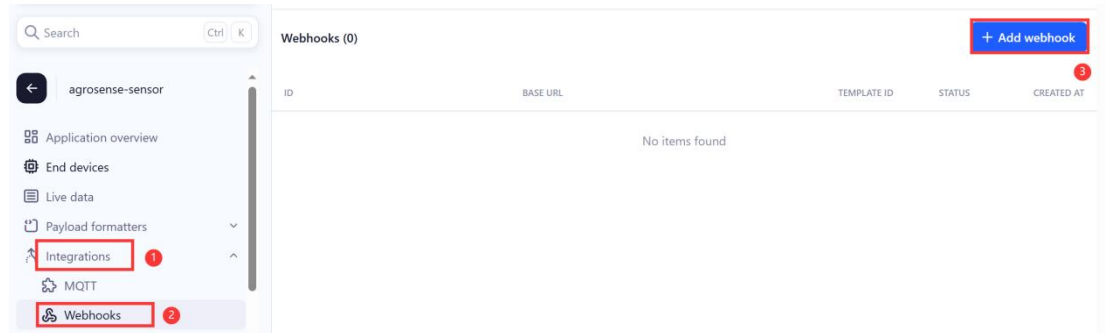 Search Ctrl K
agrosense-sensor
Application overview
End devices
Live data
Payload formatters
Integrations 1
MQTT
Webhooks 2
Webhooks (0)
+ Add webhook
3
ID BASE URL TEMPLATE ID STATUS CREATED AT
No items found